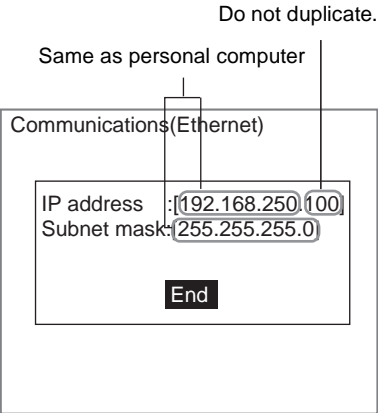 Do not duplicate.
Same as personal computer
Communications(Ethernet)
IP address :[192.168.250.100]
Subnet mask:[255.255.255.0]
End